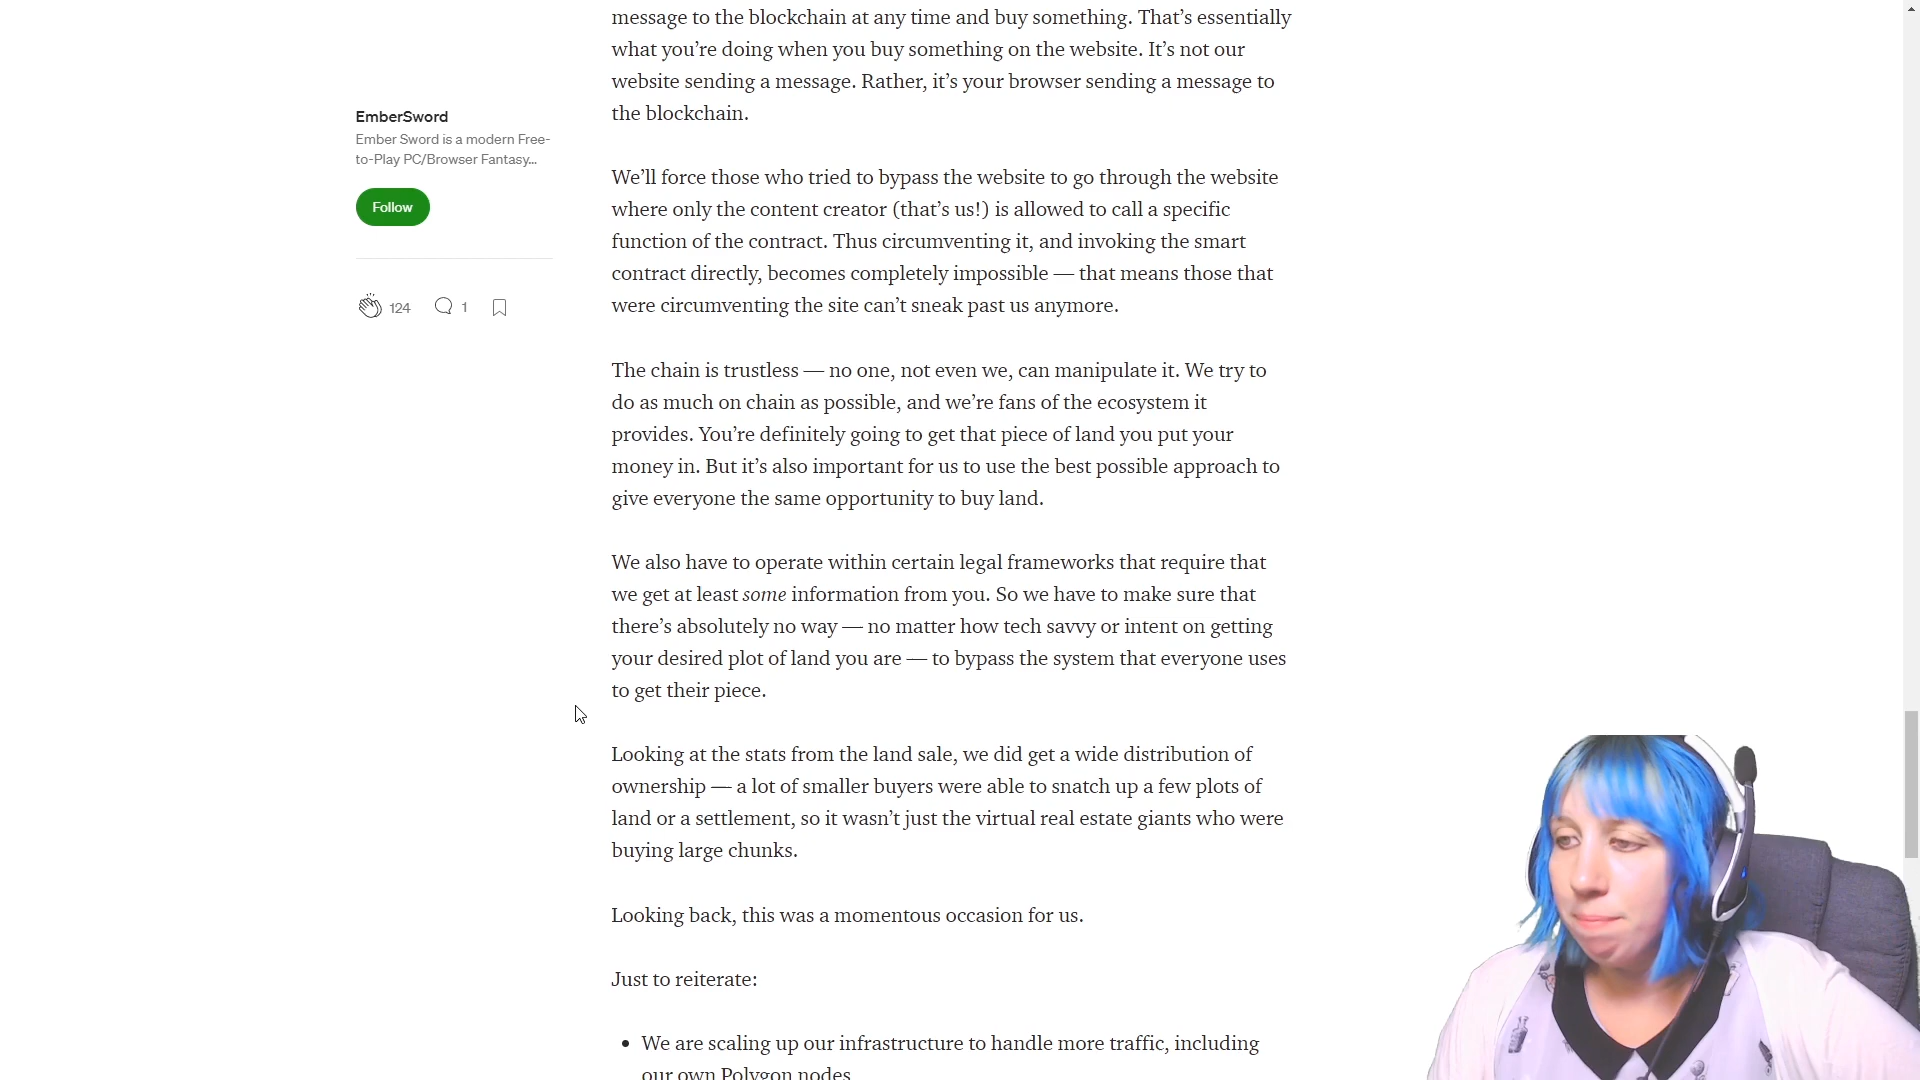 message to the blockchain at any time and buy something. That’s essentially
what you’re doing when you buy something on the website. It’s not our
website sending a message. Rather, it’s your browser sending a message to
the blockchain.
EmberSword
Ember Sword is a modern Free-
to-Play PC/Browser Fantasy...
Follow
124
1
We’ll force those who tried to bypass the website to go through the website
where only the content creator (that’s us!) is allowed to call a specific
function of the contract. Thus circumventing it, and invoking the smart
contract directly, becomes completely impossible — that means those that
were circumventing the site can’t sneak past us anymore.
The chain is trustless — no one, not even we, can manipulate it. We try to
do as much on chain as possible, and we’re fans of the ecosystem it
provides. You’re definitely going to get that piece of land you put your
money in. But it’s also important for us to use the best possible approach to
give everyone the same opportunity to buy land.
We also have to operate within certain legal frameworks that require that
we get at least some information from you. So we have to make sure that
there’s absolutely no way — no matter how tech savvy or intent on getting
your desired plot of land you are — to bypass the system that everyone uses
to get their piece.
Looking at the stats from the land sale, we did get a wide distribution of
ownership — a lot of smaller buyers were able to snatch up a few plots of
land or a settlement, so it wasn’t just the virtual real estate giants who were
buying large chunks.
Looking back, this was a momentous occasion for us.
Just to reiterate:
• We are scaling up our infrastructure to handle more traffic, including
our own Polygon nodes